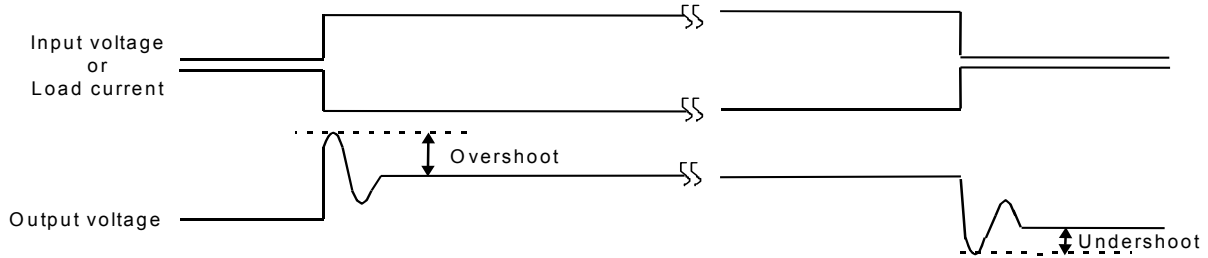 Input voltage
or
Load current
Overshoot
Output voltage
Undershoot